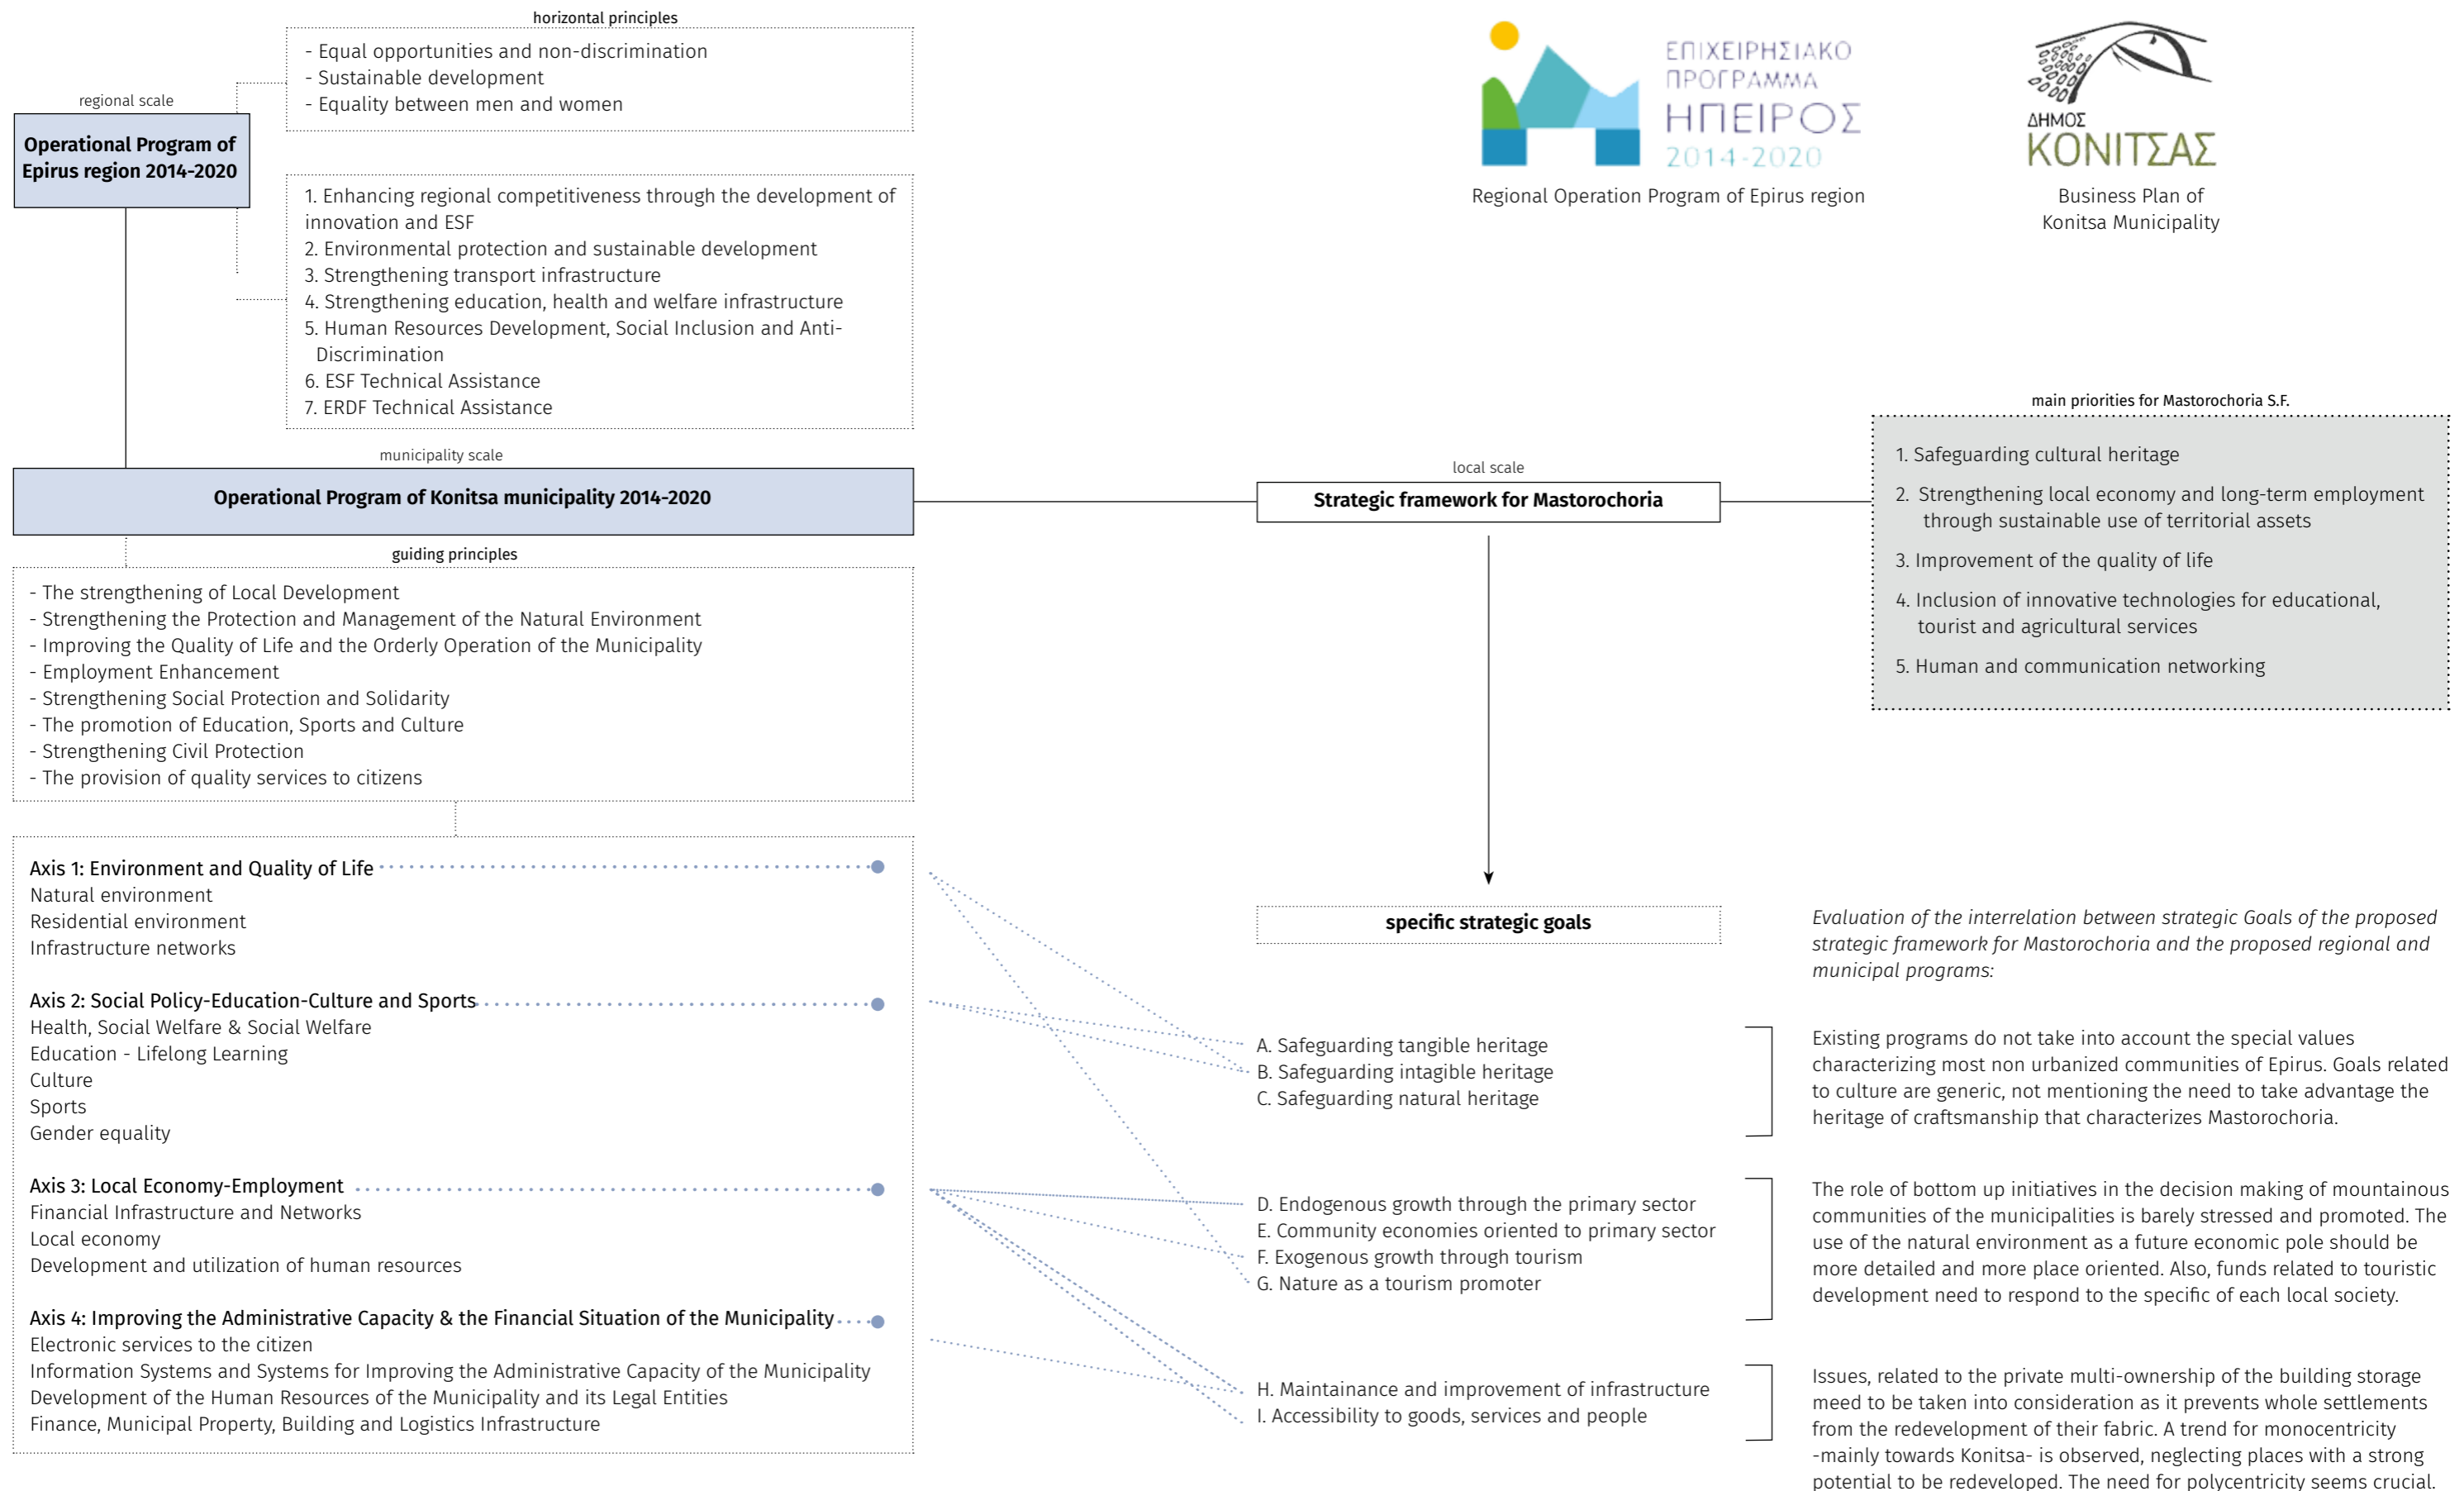 horizontal principles
- Equal opportunities and non-discrimination
- Sustainable development
- Equality between men and women
regional scale
Operational Program of
Epirus region 2014-2020
1. Enhancing regional competitiveness through the development of
innovation and ESF
2. Environmental protection and sustainable development
3. Strengthening transport infrastructure
4. Strengthening education, health and welfare infrastructure
5. Human Resources Development, Social Inclusion and Anti-
Discrimination
6. ESF Technical Assistance
7. ERDF Technical Assistance
ΕΠΙΧΕΙΡΗΣΙΑΚΟ
ΠΡΟΓΡΑΜΜΑ
ΗΠΕΙΡΟΣ
2014-2020
Regional Operation Program of Epirus region
ΔΗΜΟΣ
ΚΟΝΙΤΣΑΣ
Business Plan of
Konitsa Municipality
municipality scale
Operational Program of Konitsa municipality 2014-2020
guiding principles
- The strengthening of Local Development
- Strengthening the Protection and Management of the Natural Environment
- Improving the Quality of Life and the Orderly Operation of the Municipality
- Employment Enhancement
- Strengthening Social Protection and Solidarity
- The promotion of Education, Sports and Culture
- Strengthening Civil Protection
- The provision of quality services to citizens
local scale
Strategic framework for Mastorochoria
main priorities for Mastorochoria S.F.
1. Safeguarding cultural heritage
2. Strengthening local economy and long-term employment
through sustainable use of territorial assets
3. Improvement of the quality of life
4. Inclusion of innovative technologies for educational,
tourist and agricultural services
5. Human and communication networking
Axis 1: Environment and Quality of Life
Natural environment
Residential environment
Infrastructure networks
Axis 2: Social Policy-Education-Culture and Sports
Health, Social Welfare & Social Welfare
Education - Lifelong Learning
Culture
Sports
Gender equality
Axis 3: Local Economy-Employment
Financial Infrastructure and Networks
Local economy
Development and utilization of human resources
Axis 4: Improving the Administrative Capacity & the Financial Situation of the Municipality
Electronic services to the citizen
Information Systems and Systems for Improving the Administrative Capacity of the Municipality
Development of the Human Resources of the Municipality and its Legal Entities
Finance, Municipal Property, Building and Logistics Infrastructure
specific strategic goals
A. Safeguarding tangible heritage
B. Safeguarding intagible heritage
C. Safeguarding natural heritage
D. Endogenous growth through the primary sector
E. Community economies oriented to primary sector
F. Exogenous growth through tourism
G. Nature as a tourism promoter
H. Maintainance and improvement of infrastructure
I. Accessibility to goods, services and people
Evaluation of the interrelation between strategic Goals of the proposed
strategic framework for Mastorochoria and the proposed regional and
municipal programs:
Existing programs do not take into account the special values
characterizing most non urbanized communities of Epirus. Goals related
to culture are generic, not mentioning the need to take advantage the
heritage of craftsmanship that characterizes Mastorochoria.
The role of bottom up initiatives in the decision making of mountainous
communities of the municipalities is barely stressed and promoted. The
use of the natural environment as a future economic pole should be
more detailed and more place oriented. Also, funds related to touristic
development need to respond to the specific of each local society.
Issues, related to the private multi-ownership of the building storage
meed to be taken into consideration as it prevents whole settlements
from the redevelopment of their fabric. A trend for monocentricity
-mainly towards Konitsa- is observed, neglecting places with a strong
potential to be redeveloped. The need for polycentricity seems crucial.